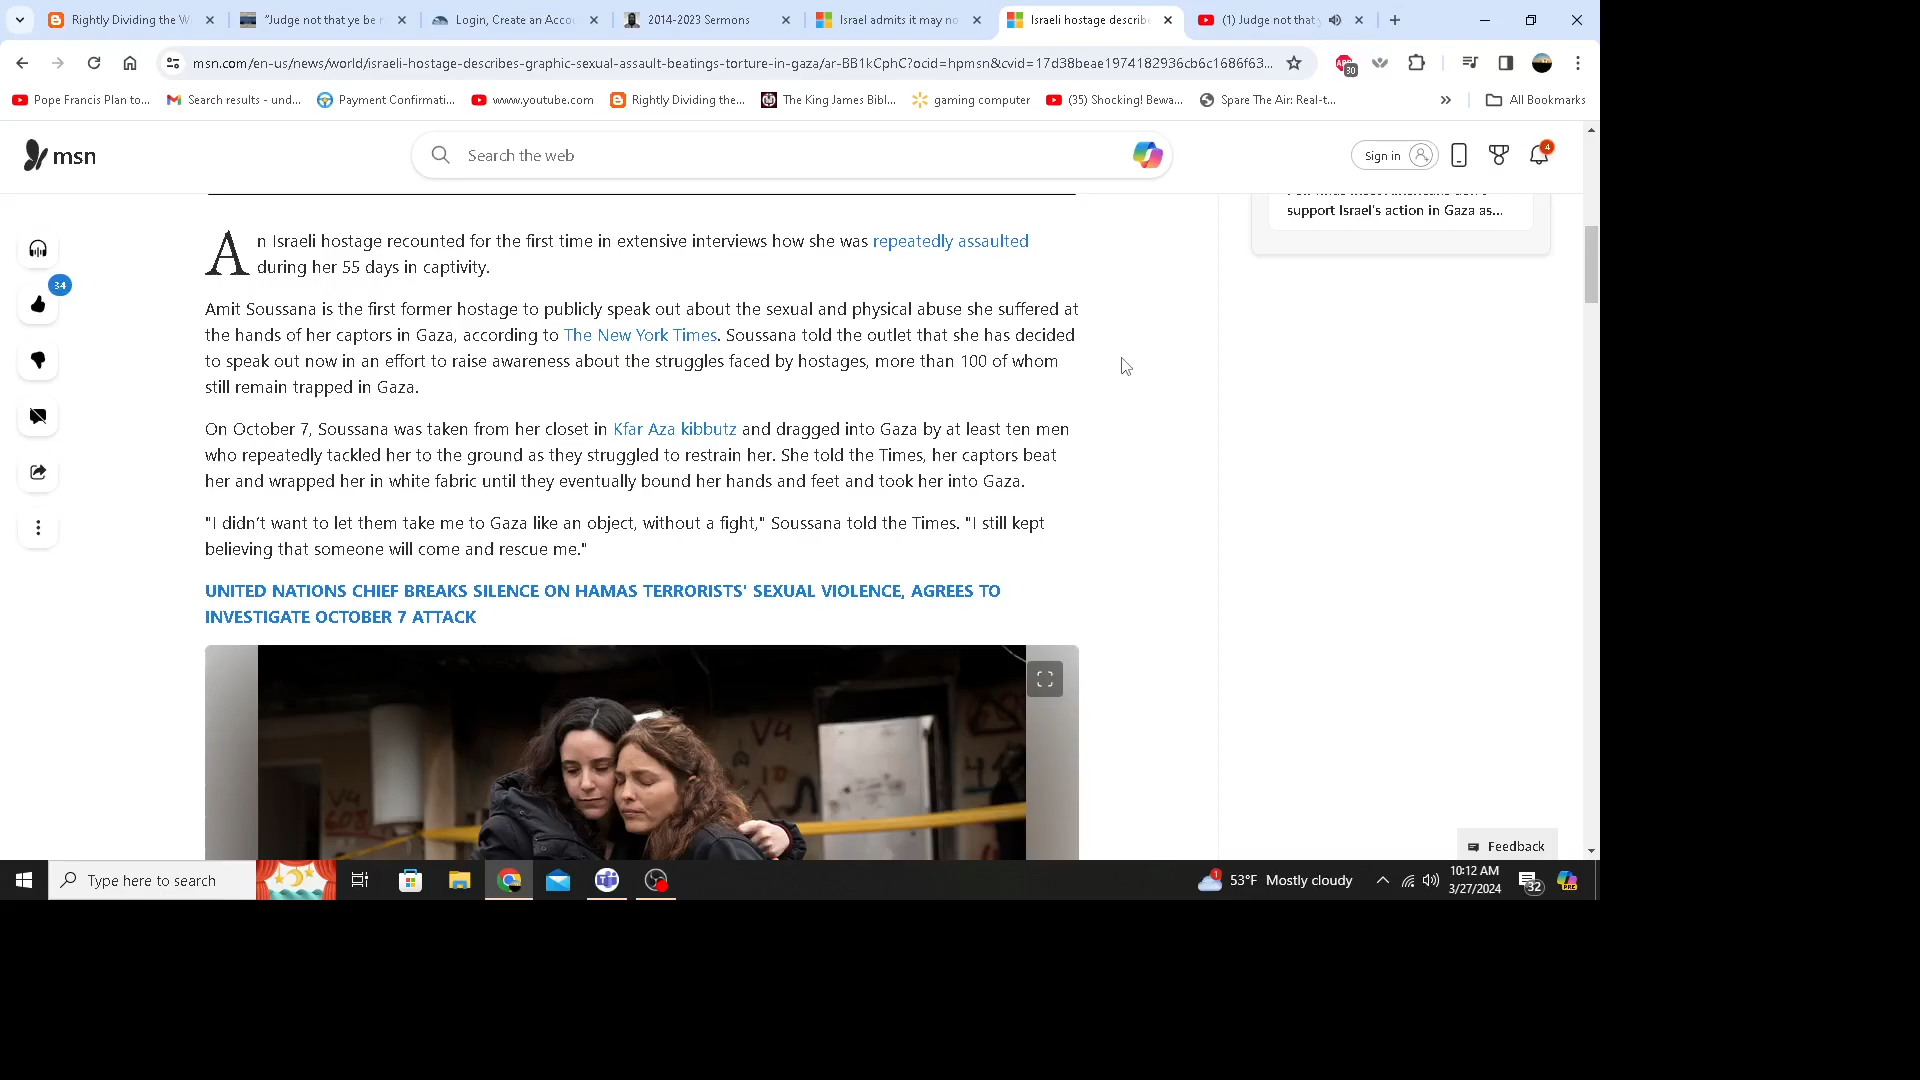 Rightly Dividing the W
"Judge not that ye be n
Login, Create an Accou
2014-2023 Sermons
Israel admits it may no
Israeli hostage describe
(1) Judge not that y
msn.com/en-us/news/world/israeli-hostage-describes-graphic-sexual-assault-beatings-torture-in-gaza/ar-BB1kCphC?ocid=hpmsn&cvid=17d38beae1974182936cb6c1686f63...
30
Pope Francis Plan to...
Search results - und...
Payment Confirmati...
www.youtube.com
Rightly Dividing the...
The King James Bibl...
gaming computer
(35) Shocking! Bewa...
Spare The Air: Real-t...
All Bookmarks
msn
Search the web
Sign in
4
support Israel's action in Gaza as...
An Israeli hostage recounted for the first time in extensive interviews how she was repeatedly assaulted
during her 55 days in captivity.
34
Amit Soussana is the first former hostage to publicly speak out about the sexual and physical abuse she suffered at
the hands of her captors in Gaza, according to The New York Times. Soussana told the outlet that she has decided
to speak out now in an effort to raise awareness about the struggles faced by hostages, more than 100 of whom
still remain trapped in Gaza.
On October 7, Soussana was taken from her closet in Kfar Aza kibbutz and dragged into Gaza by at least ten men
who repeatedly tackled her to the ground as they struggled to restrain her. She told the Times, her captors beat
her and wrapped her in white fabric until they eventually bound her hands and feet and took her into Gaza.
"I didn't want to let them take me to Gaza like an object, without a fight," Soussana told the Times. "I still kept
believing that someone will come and rescue me."
UNITED NATIONS CHIEF BREAKS SILENCE ON HAMAS TERRORISTS' SEXUAL VIOLENCE, AGREES TO
INVESTIGATE OCTOBER 7 ATTACK
V4
V4
Feedback
Type here to search
1
53°F Mostly cloudy
10:12 AM
3/27/2024
32
PRE